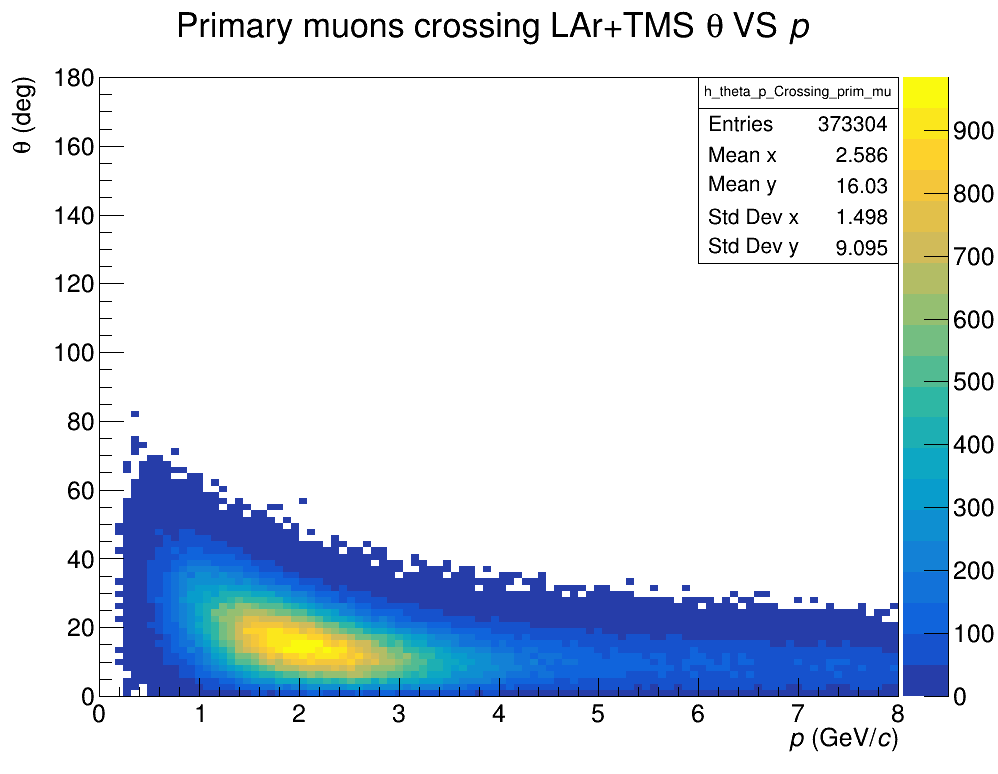 Primary muons crossing LAr+TMS θ VS p
θ (deg)
180
160
140
120
100
80
60
40
20
0
h_theta_p_Crossing_prim_mu
Entries 373304
Mean x 2.586
Mean y 16.03
Std Dev x 1.498
Std Dev y 9.095
900
800
700
600
500
400
300
200
100
0
0 1 2 3 4 5 6 7 8
p (GeV/c)